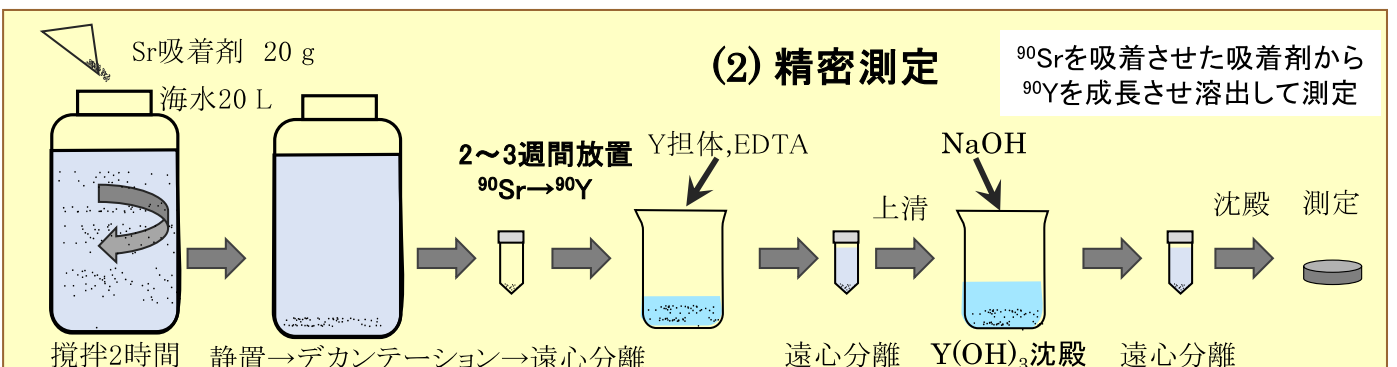 Sr吸着剤 20 g
(2) 精密測定
⁹⁰Srを吸着させた吸着剤から
⁹⁰Yを成長させ溶出して測定
海水20 L
2～3週間放置
⁹⁰Sr→⁹⁰Y
Y担体,EDTA
NaOH
上清
沈殿
測定
撹拌2時間
静置→デカンテーション→遠心分離
遠心分離
Y(OH)₃沈殿
遠心分離